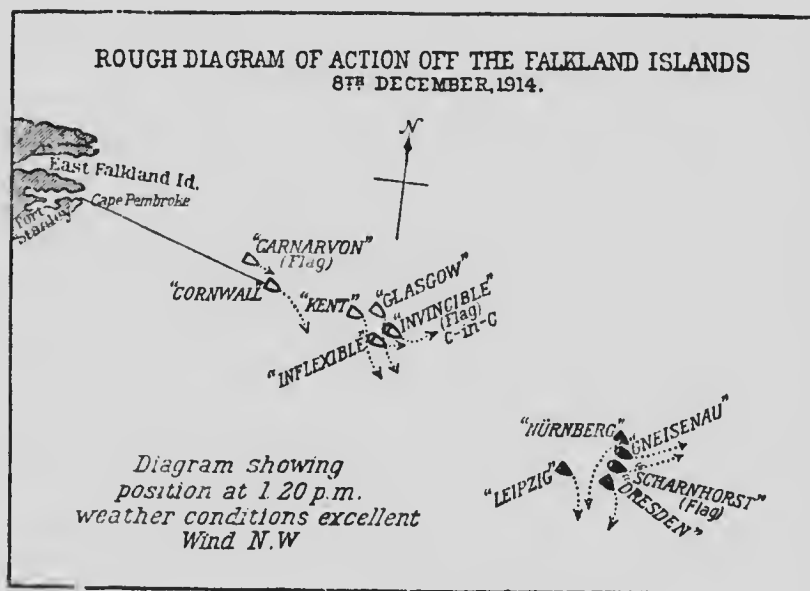 ROUGH DIAGRAM OF ACTION OFF THE FALKLAND ISLANDS
8TH DECEMBER, 1914.
N
East Falkland Id.
Cape Pembroke
Port
Stanley
"CARNARVON"
(Flag)
"CORNWALL"
"KENT"
"GLASGOW"
"INVINCIBLE"
(Flag)
C-in-C
"INFLEXIBLE"
"NÜRNBERG"
"GNEISENAU"
"LEIPZIG"
"SCHARNHORST"
(Flag)
"DRESDEN"
Diagram showing
position at 1.20 p.m.
weather conditions excellent
Wind N.W